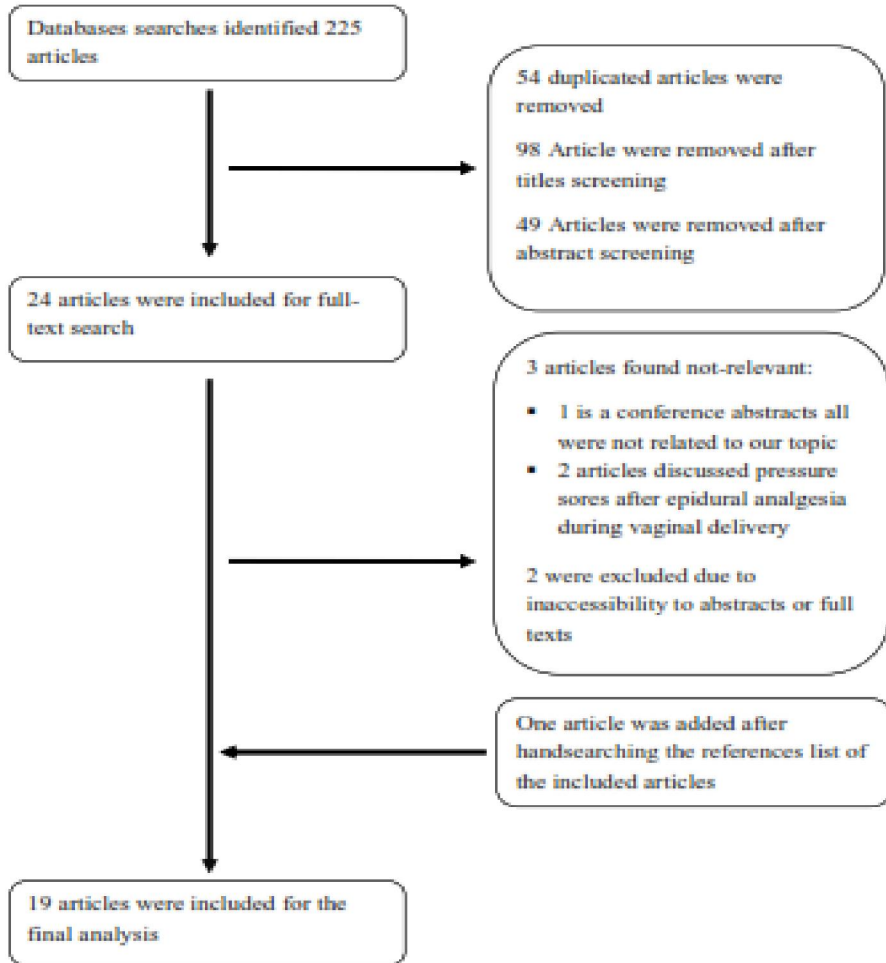 Databases searches identified 225
articles
54 duplicated articles were
removed
98 Article were removed after
titles screening
49 Articles were removed after
abstract screening
24 articles were included for full-
text search
3 articles found not-relevant:
▪ 1 is a conference abstracts all
were not related to our topic
▪ 2 articles discussed pressure
sores after epidural analgesia
during vaginal delivery
2 were excluded due to
inaccessibility to abstracts or full
texts
One article was added after
handsearching the references list of
the included articles
19 articles were included for the
final analysis